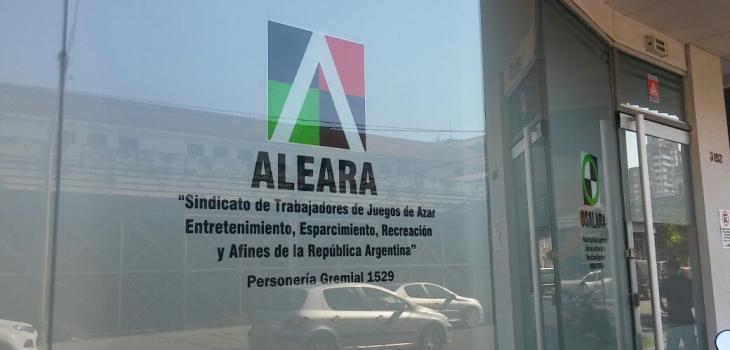 ALEARA
"Sindicato de Trabajadores de Juegos de Azar
Entretenimiento, Esparcimiento, Recreación
y Afines de la República Argentina"
Personería Gremial 1529
OSALARA
3152